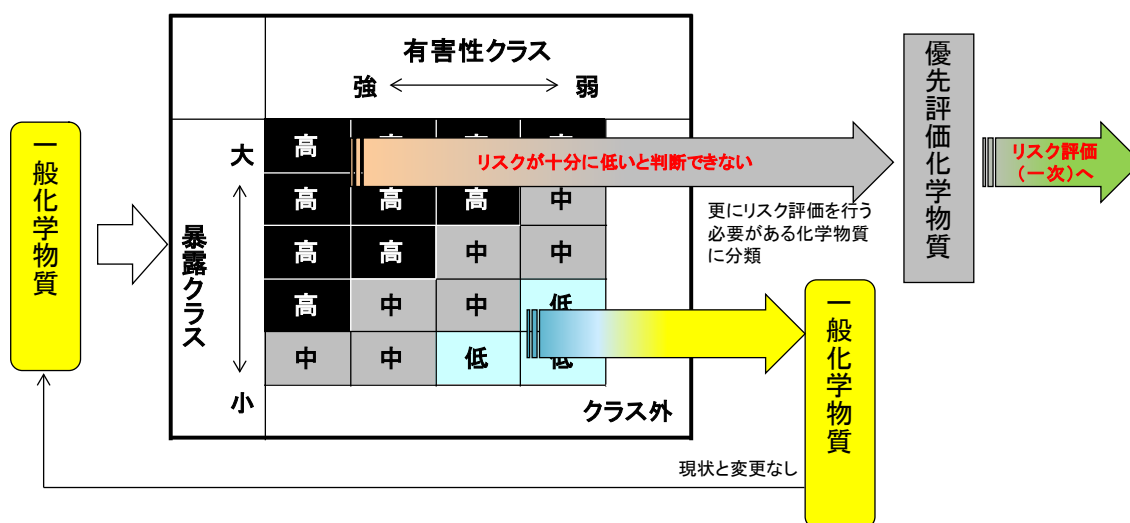 有害性クラス
強
弱
一般化学物質
暴露クラス
大
小
高
リスクが十分に低いと判断できない
高
高
高
中
高
高
中
中
高
中
中
低
中
中
低
低
クラス外
更にリスク評価を行う
必要がある化学物質
に分類
優先評価化学物質
リスク評価
(一次)へ
一般化学物質
現状と変更なし